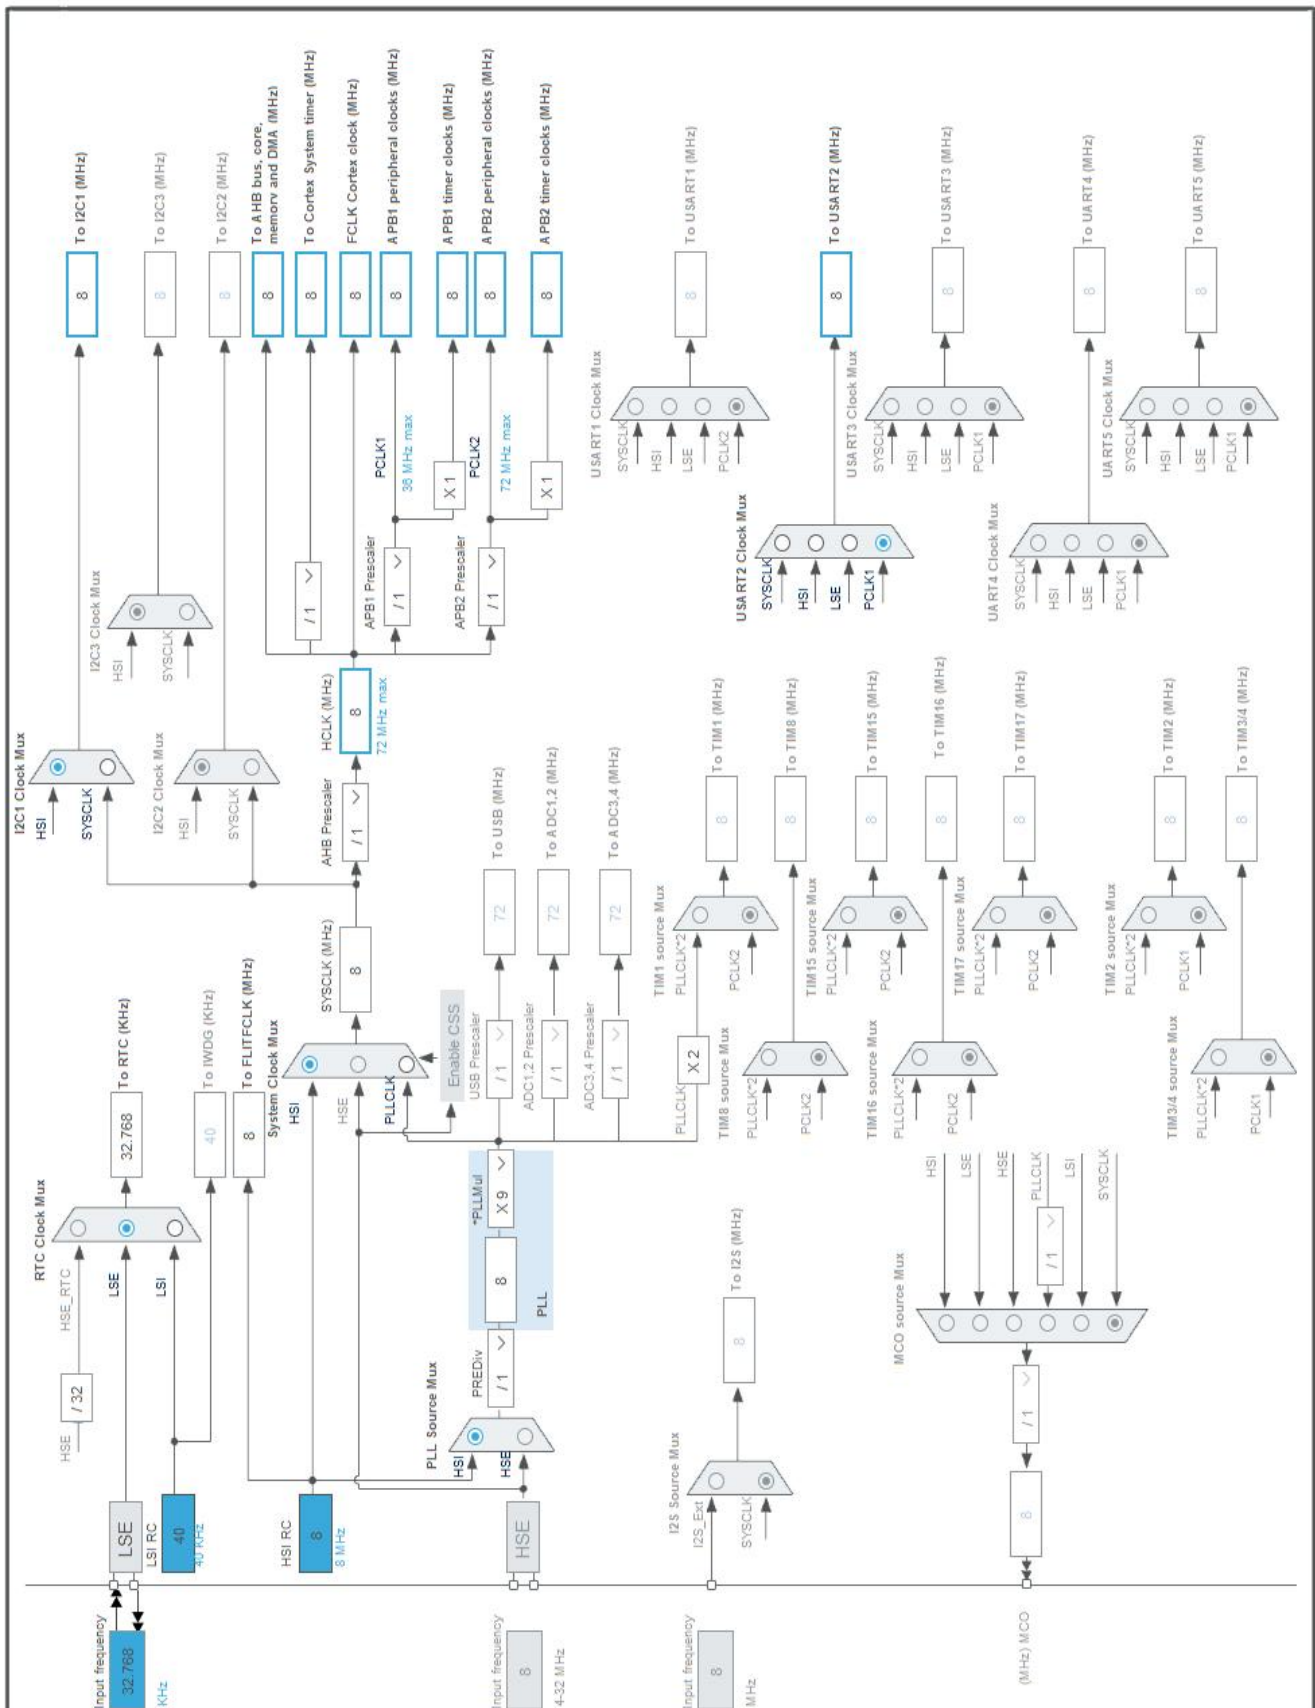 Input frequency
32.768
KHz
LSE
LSI RC
40
40 KHz
HSE
/ 32
HSE_RTC
LSE
LSI
RTC Clock Mux
32.768
To RTC (KHz)
40
To IWDG (KHz)
8
To FLITFCLK (MHz)
HSI RC
8
8 MHz
I2C1 Clock Mux
HSI
SYSCLK
8
To I2C1 (MHz)
I2C3 Clock Mux
HSI
SYSCLK
8
To I2C3 (MHz)
I2C2 Clock Mux
HSI
SYSCLK
8
To I2C2 (MHz)
System Clock Mux
HSI
HSE
PLLCLK
Enable CSS
SYSCLK (MHz)
8
AHB Prescaler
/ 1
HCLK (MHz)
8
72 MHz max
8
To AHB bus, core,
memory and DMA (MHz)
/ 1
8
To Cortex System timer (MHz)
8
FCLK Cortex clock (MHz)
APB1 Prescaler
/ 1
PCLK1
36 MHz max
8
APB1 peripheral clocks (MHz)
X 1
8
APB1 timer clocks (MHz)
APB2 Prescaler
/ 1
PCLK2
72 MHz max
8
APB2 peripheral clocks (MHz)
X 1
8
APB2 timer clocks (MHz)
Input frequency
8
4-32 MHz
HSE
PLL Source Mux
HSI
HSE
PREDiv
/ 1
8
*PLLMul
X 9
PLL
USB Prescaler
/ 1
72
To USB (MHz)
ADC1,2 Prescaler
/ 1
72
To ADC1,2 (MHz)
ADC3,4 Prescaler
/ 1
72
To ADC3,4 (MHz)
PLLCLK
X 2
Input frequency
8
MHz
I2S Source Mux
I2S_Ext
SYSCLK
8
To I2S (MHz)
TIM1 source Mux
PLLCLK*2
PCLK2
8
To TIM1 (MHz)
TIM8 source Mux
PLLCLK*2
PCLK2
8
To TIM8 (MHz)
TIM15 source Mux
PLLCLK*2
PCLK2
8
To TIM15 (MHz)
TIM16 source Mux
PLLCLK*2
PCLK2
8
To TIM16 (MHz)
TIM17 source Mux
PLLCLK*2
PCLK2
8
To TIM17 (MHz)
TIM2 source Mux
PLLCLK*2
PCLK1
8
To TIM2 (MHz)
TIM3/4 source Mux
PLLCLK*2
PCLK1
8
To TIM3/4 (MHz)
USART1 Clock Mux
SYSCLK
HSI
LSE
PCLK2
8
To USART1 (MHz)
USART2 Clock Mux
SYSCLK
HSI
LSE
PCLK1
8
To USART2 (MHz)
USART3 Clock Mux
SYSCLK
HSI
LSE
PCLK1
8
To USART3 (MHz)
UART4 Clock Mux
SYSCLK
HSI
LSE
PCLK1
8
To UART4 (MHz)
UART5 Clock Mux
SYSCLK
HSI
LSE
PCLK1
8
To UART5 (MHz)
(MHz) MCO
8
/ 1
MCO source Mux
HSI
LSE
HSE
/ 1
PLLCLK
LSI
SYSCLK